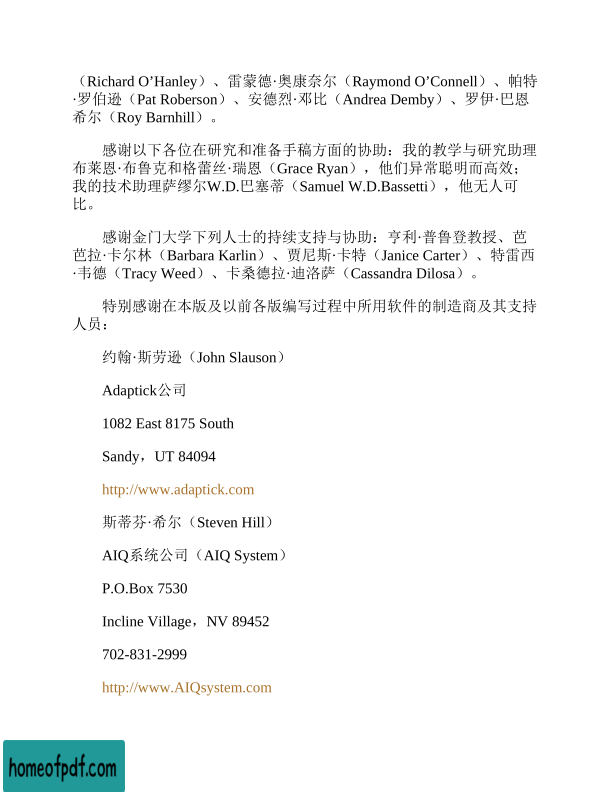 （Richard O’Hanley）、雷蒙德·奥康奈尔（Raymond O’Connell）、帕特
·罗伯逊（Pat Roberson）、安德烈·邓比（Andrea Demby）、罗伊·巴恩
希尔（Roy Barnhill）。
感谢以下各位在研究和准备手稿方面的协助：我的教学与研究助理
布莱恩·布鲁克和格蕾丝·瑞恩（Grace Ryan），他们异常聪明而高效；
我的技术助理萨缪尔W.D.巴塞蒂（Samuel W.D.Bassetti），他无人可
比。
感谢金门大学下列人士的持续支持与协助：亨利·普鲁登教授、芭
芭拉·卡尔林（Barbara Karlin）、贾尼斯·卡特（Janice Carter）、特雷西
·韦德（Tracy Weed）、卡桑德拉·迪洛萨（Cassandra Dilosa）。
特别感谢在本版及以前各版编写过程中所用软件的制造商及其支持
人员：
约翰·斯劳逊（John Slauson）
Adaptick公司
1082 East 8175 South
Sandy，UT 84094
http://www.adaptick.com
斯蒂芬·希尔（Steven Hill）
AIQ系统公司（AIQ System）
P.O.Box 7530
Incline Village，NV 89452
702-831-2999
http://www.AIQsystem.com
homeofpdf.com